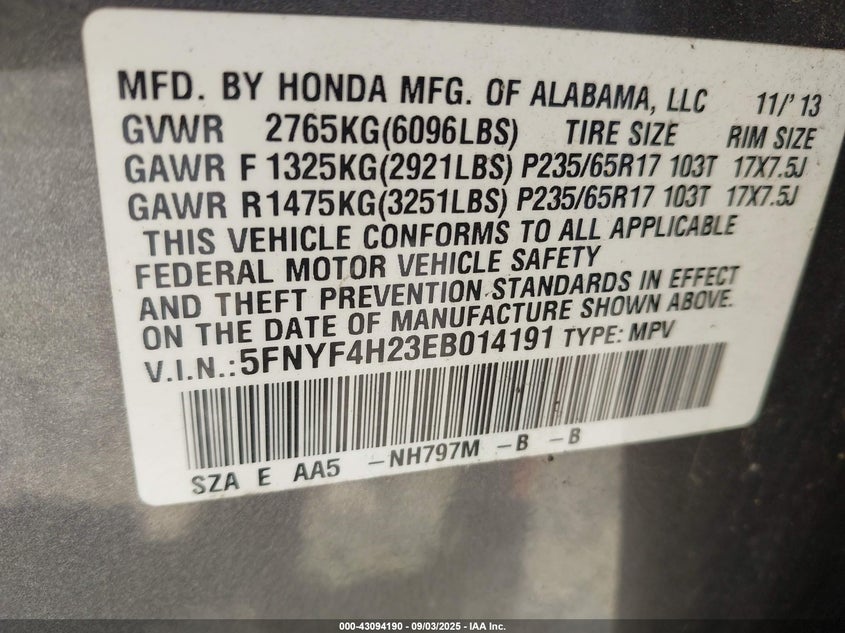 MFD. BY HONDA MFG. OF ALABAMA, LLC 11/'13
GVWR 2765KG(6096LBS) TIRE SIZE RIM SIZE
GAWR F 1325KG(2921LBS) P235/65R17 103T 17X7.5J
GAWR R1475KG(3251LBS) P235/65R17 103T 17X7.5J
THIS VEHICLE CONFORMS TO ALL APPLICABLE
FEDERAL MOTOR VEHICLE SAFETY
AND THEFT PREVENTION STANDARDS IN EFFECT
ON THE DATE OF MANUFACTURE SHOWN ABOVE.
V.I.N.: 5FNYF4H23EB014191 TYPE: MPV
SZA E AA5 -NH797M -B -B
000-43094190 - 09/03/2025 - IAA Inc.